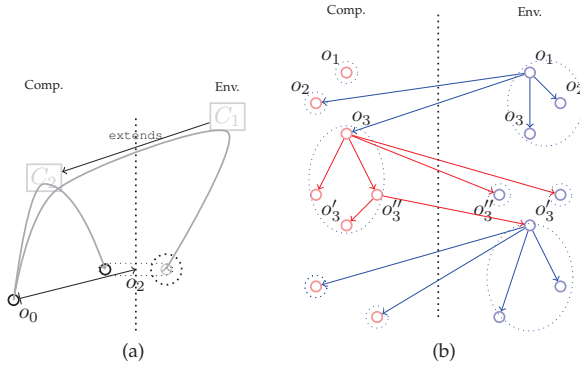 Comp.
Env.
C₁
extends
C₂
o₂
o₀
(a)
Comp.
Env.
o₁
o₁
o₂
o₂
o₃
o₃
o₃′
o₃″
o₃″
o₃′
(b)